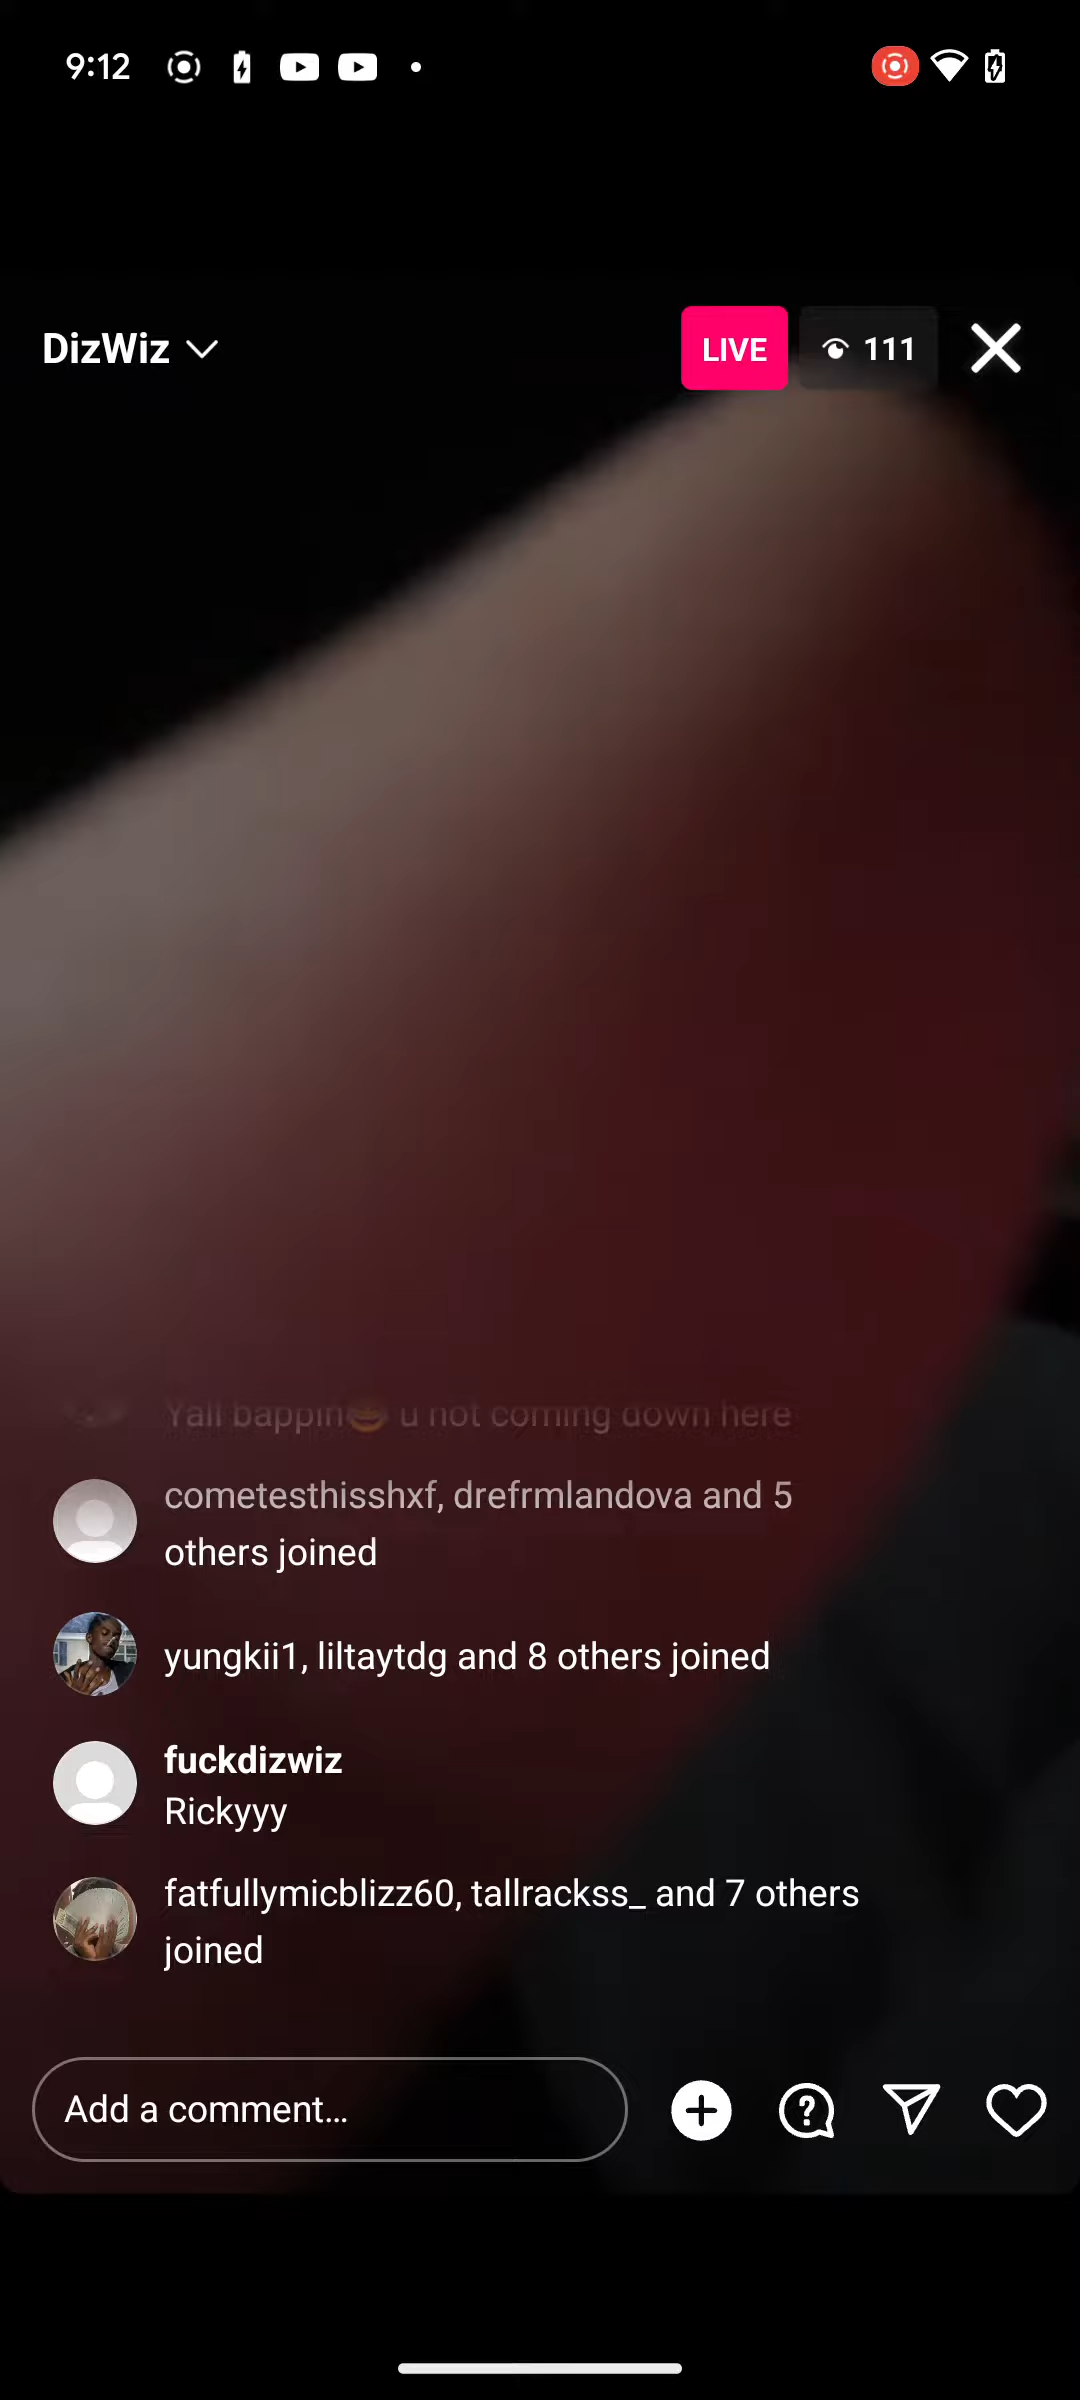 9:12
DizWiz
LIVE
111
Yall bappin😄 u not coming down here
cometesthisshxf, drefrmlandova and 5
others joined
yungkii1, liltaytdg and 8 others joined
fuckdizwiz
Rickyyy
fatfullymicblizz60, tallrackss_ and 7 others
joined
Add a comment...